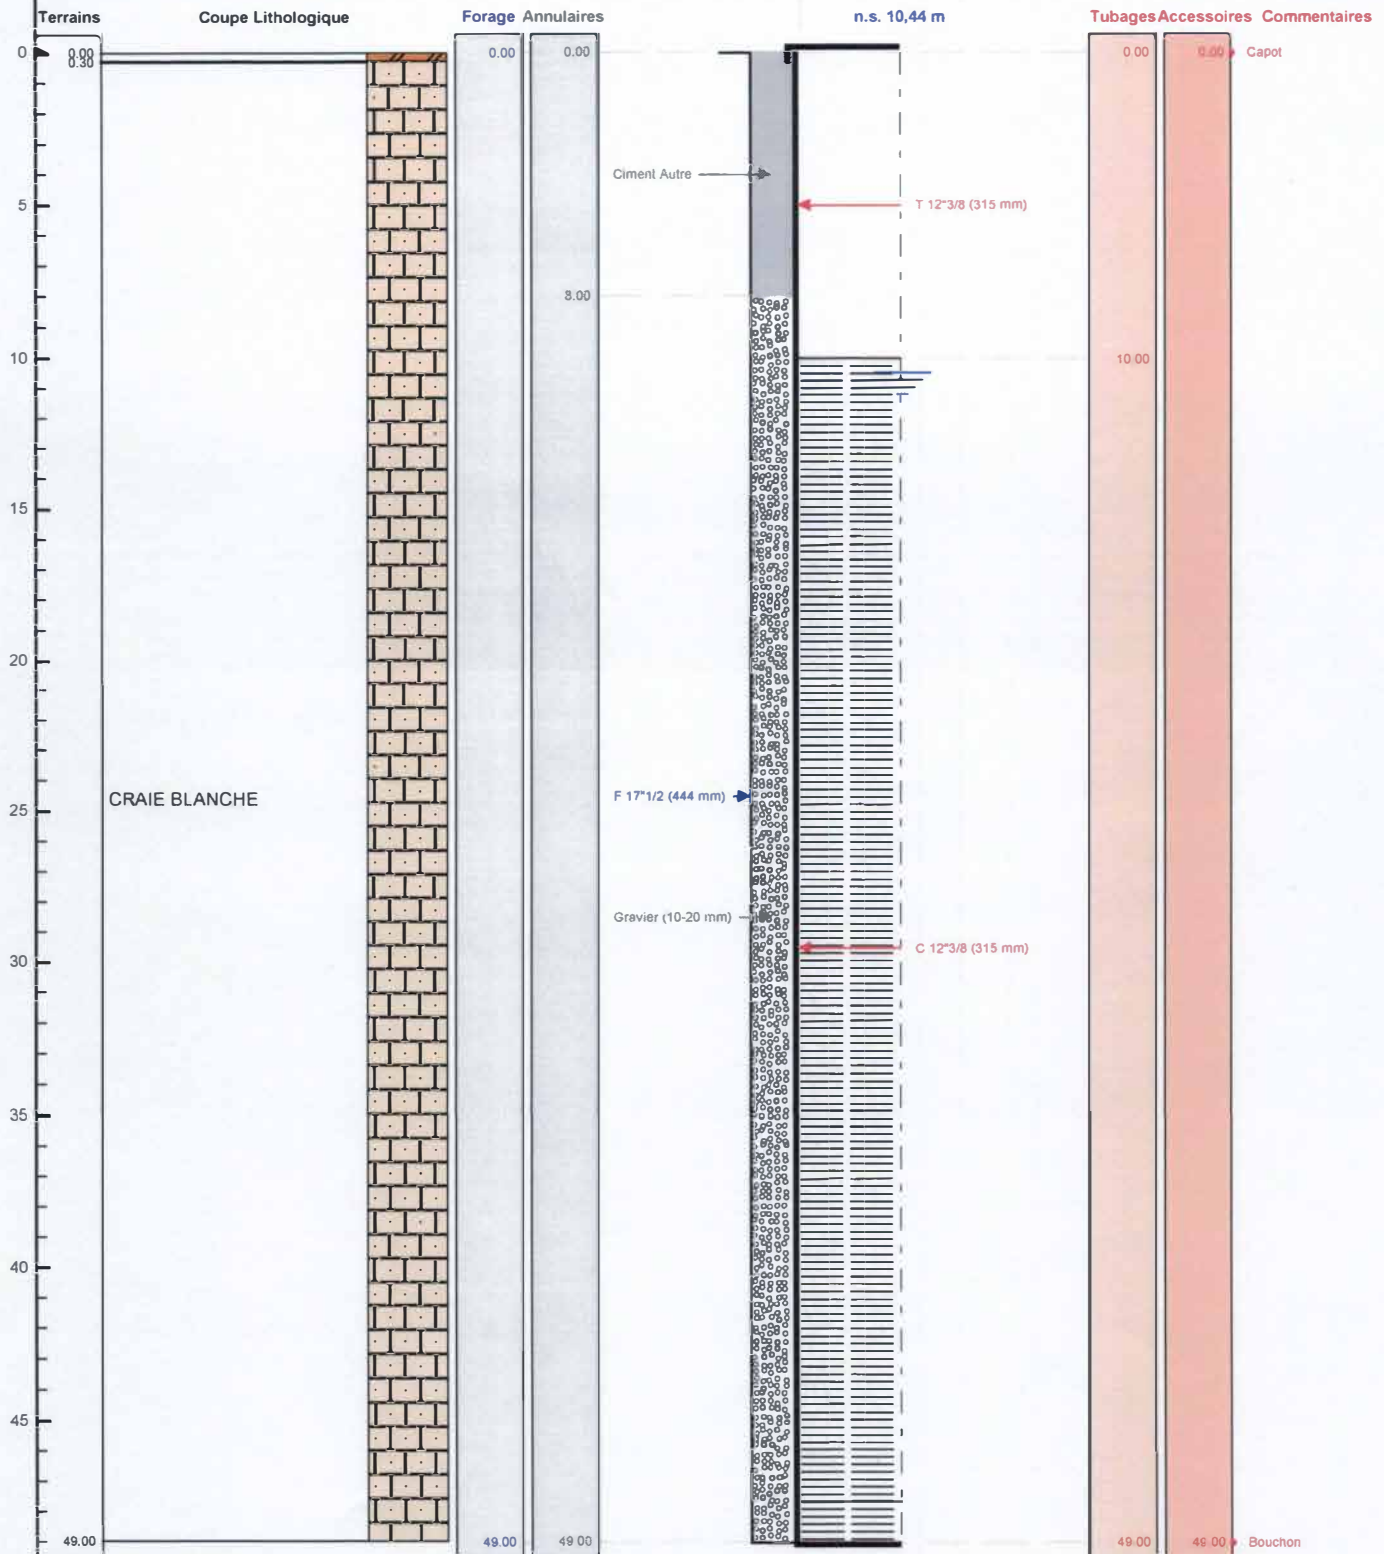 Terrains Coupe Lithologique Forage Annulaires n.s. 10,44 m Tubages Accessoires Commentaires
0 0.00 0.00 0.00 0.00 0.00 Capot
0.30
Ciment Autre
5 T 12"3/8 (315 mm)
8.00
10 10.00
15
20
F 17"1/2 (444 mm)
25 CRAIE BLANCHE
Gravier (10-20 mm)
C 12"3/8 (315 mm)
30
35
40
45
49.00 49.00 49.00 49.00 49.00 Bouchon